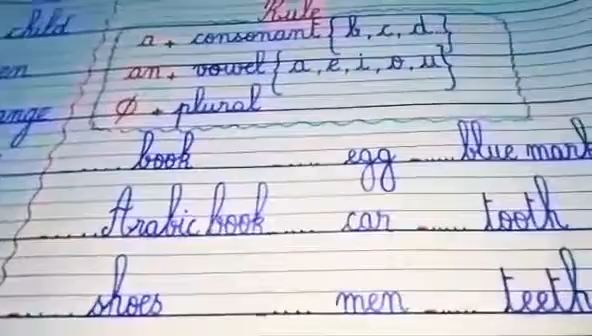 child
Rule
a + consonant { b, c, d }
en
an + vowel { a, e, i, o, u }
ange
Ø + plural
..... book ..... egg ..... blue mark
..... Arabic book ..... car ..... tooth
..... shoes ..... men ..... teeth